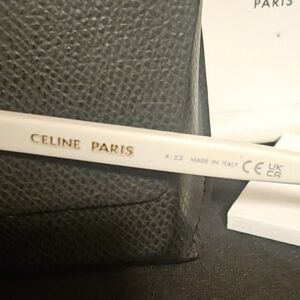 PARIS
CELINE PARIS 4/22 MADE IN ITALY CE UK CA